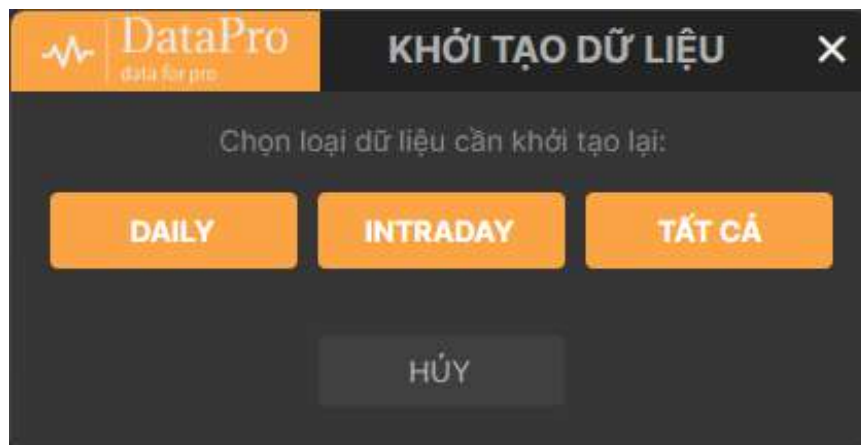 DataPro
data for pro
KHỞI TẠO DỮ LIỆU
Chọn loại dữ liệu cần khởi tạo lại:
DAILY
INTRADAY
TẤT CẢ
HỦY